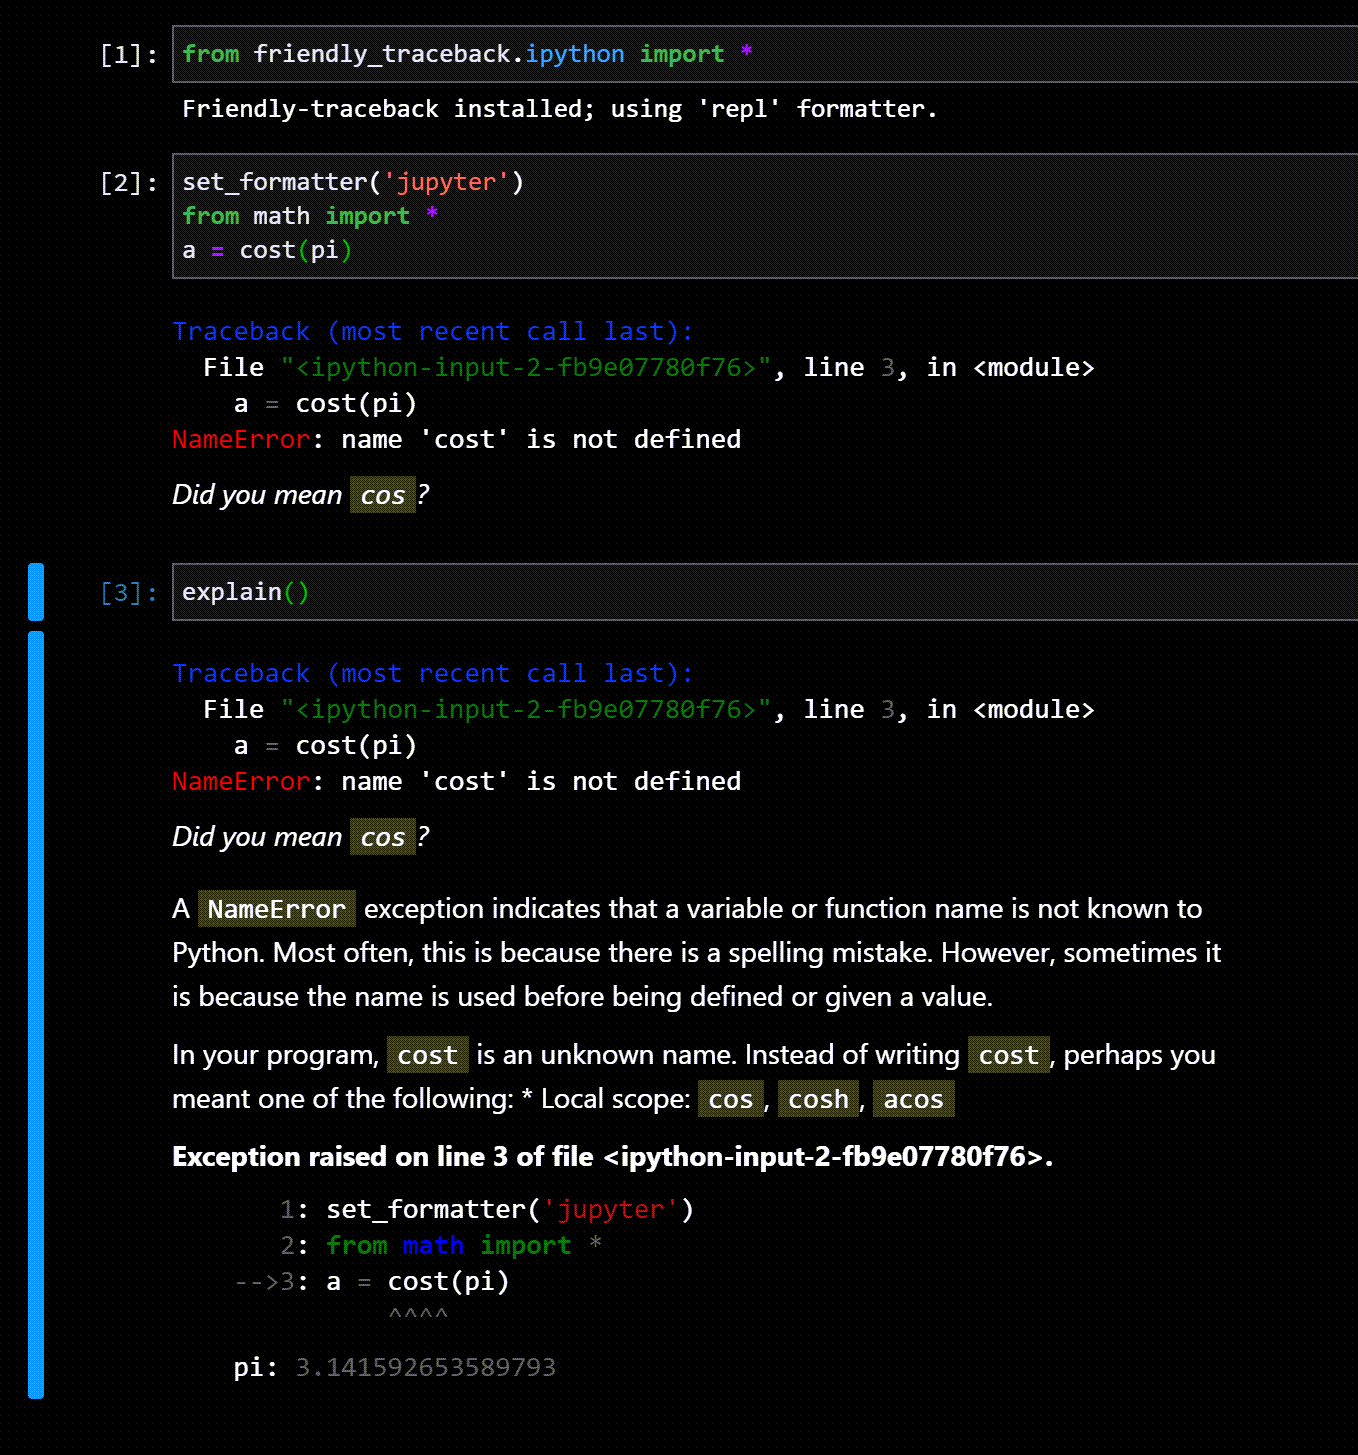 [1]: from friendly_traceback.ipython import *
Friendly-traceback installed; using 'repl' formatter.
[2]: set_formatter('jupyter')
from math import *
a = cost(pi)
Traceback (most recent call last):
  File "<ipython-input-2-fb9e07780f76>", line 3, in <module>
    a = cost(pi)
NameError: name 'cost' is not defined
Did you mean cos?
[3]: explain()
Traceback (most recent call last):
  File "<ipython-input-2-fb9e07780f76>", line 3, in <module>
    a = cost(pi)
NameError: name 'cost' is not defined
Did you mean cos?
A NameError exception indicates that a variable or function name is not known to
Python. Most often, this is because there is a spelling mistake. However, sometimes it
is because the name is used before being defined or given a value.
In your program, cost is an unknown name. Instead of writing cost, perhaps you
meant one of the following: * Local scope: cos, cosh, acos
Exception raised on line 3 of file <ipython-input-2-fb9e07780f76>.
       1: set_formatter('jupyter')
       2: from math import *
    -->3: a = cost(pi)
              ^^^^
    pi: 3.141592653589793